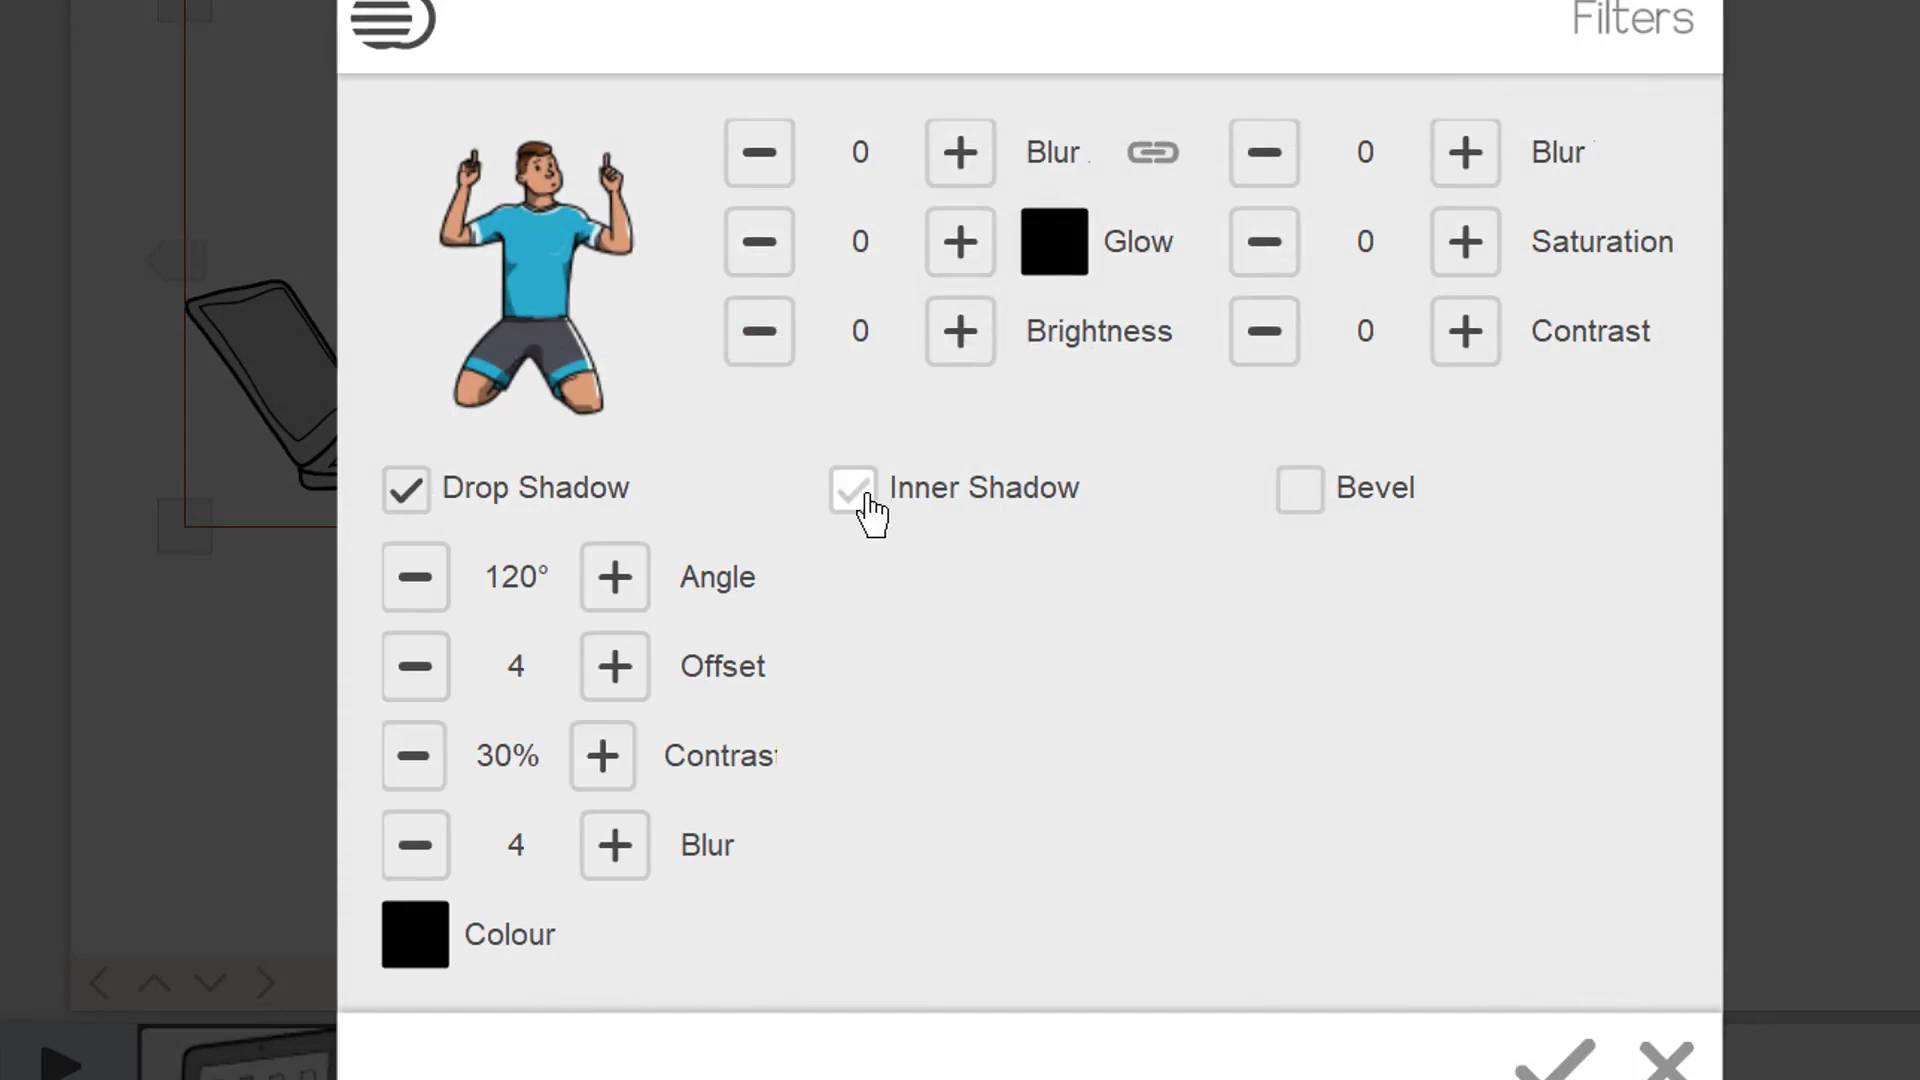 Filters
0 Blur 0 Blur
0 Glow 0 Saturation
0 Brightness 0 Contrast
Drop Shadow Inner Shadow Bevel
120° Angle
4 Offset
30% Contrast
4 Blur
Colour